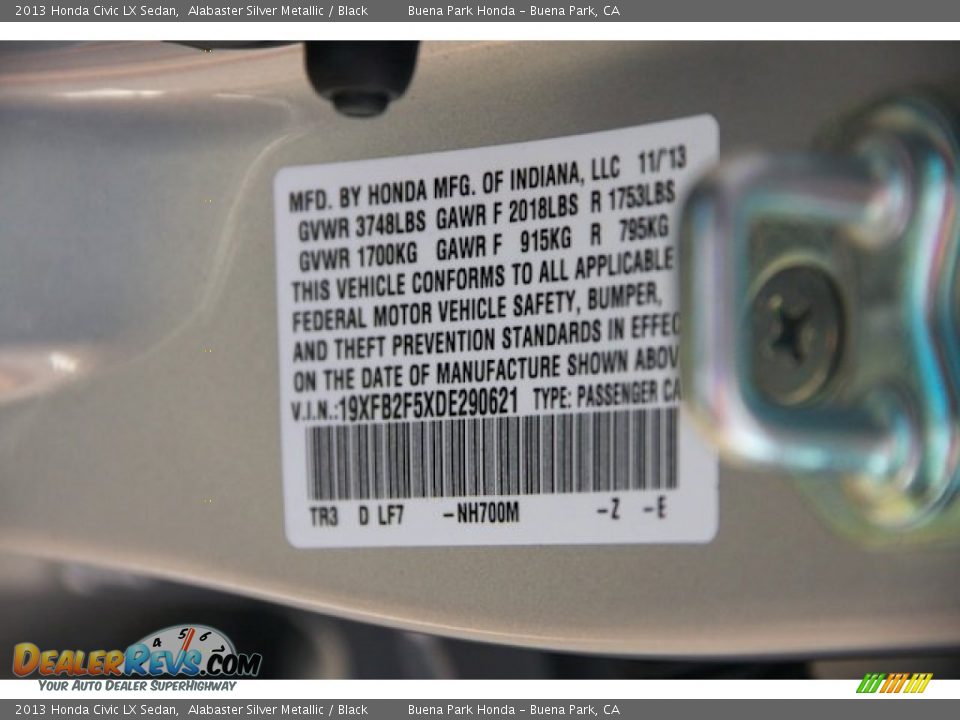 2013 Honda Civic LX Sedan,  Alabaster Silver Metallic / Black        Buena Park Honda – Buena Park, CA
MFD. BY HONDA MFG. OF INDIANA, LLC 11/'13
GVWR 3748LBS GAWR F 2018LBS R 1753LBS
GVWR 1700KG GAWR F 915KG R 795KG
THIS VEHICLE CONFORMS TO ALL APPLICABLE
FEDERAL MOTOR VEHICLE SAFETY, BUMPER,
AND THEFT PREVENTION STANDARDS IN EFFEC
ON THE DATE OF MANUFACTURE SHOWN ABOV
V.I.N.:19XFB2F5XDE290621 TYPE: PASSENGER CA
TR3 D LF7 –NH700M –Z –E
4 5 6
DEALERREVS.COM
YOUR AUTO DEALER SUPERHIGHWAY
2013 Honda Civic LX Sedan,  Alabaster Silver Metallic / Black        Buena Park Honda – Buena Park, CA